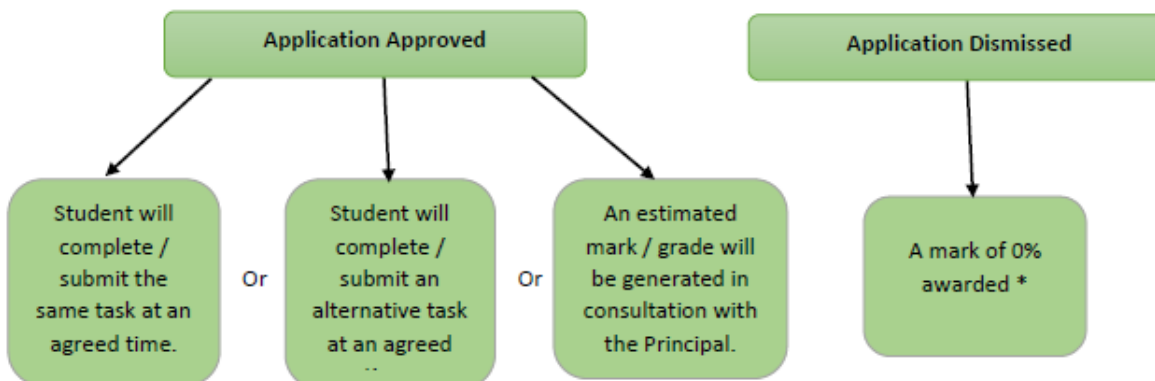 Application Approved
Application Dismissed
Student will
complete /
submit the
same task at an
agreed time.
Or
Student will
complete /
submit an
alternative task
at an agreed
Or
An estimated
mark / grade will
be generated in
consultation with
the Principal.
A mark of 0%
awarded *